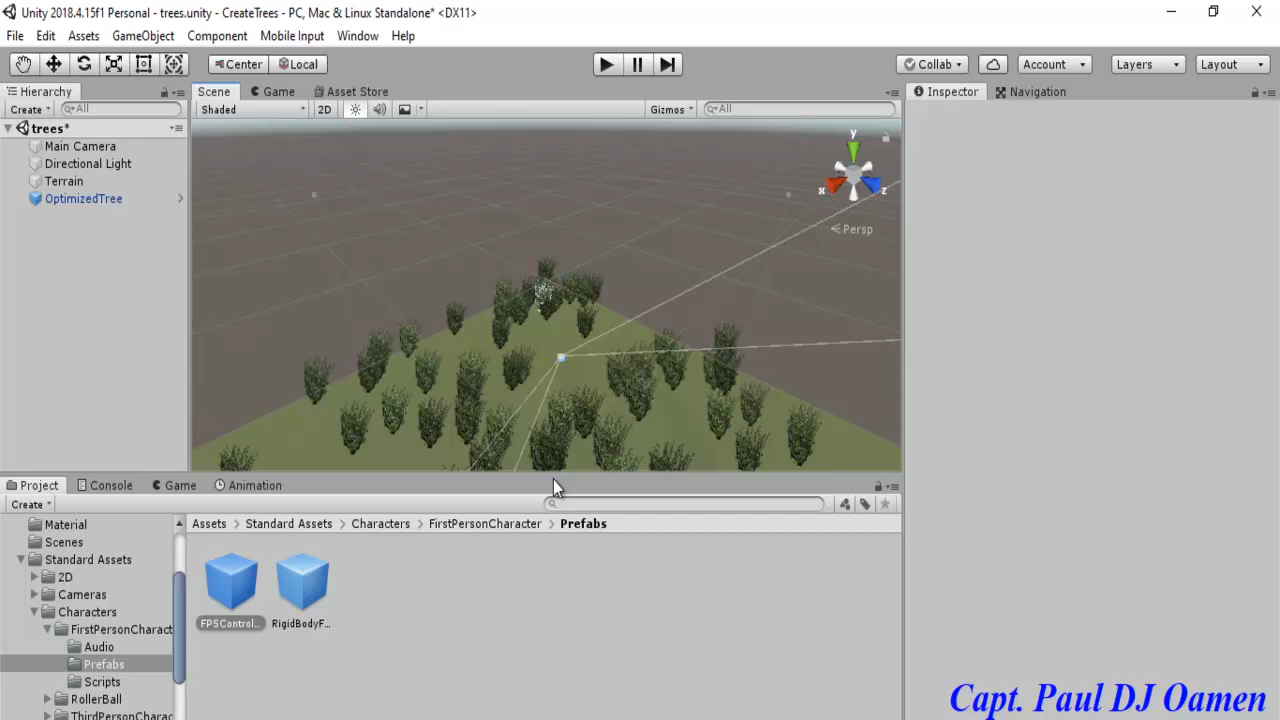 Unity 2018.4.15f1 Personal - trees.unity - CreateTrees - PC, Mac & Linux Standalone* <DX11>
File Edit Assets GameObject Component Mobile Input Window Help
Center Local Collab Account Layers Layout
Hierarchy Scene Game Asset Store Inspector Navigation
Create All Shaded 2D Gizmos All
trees*
Main Camera
Directional Light
Terrain
OptimizedTree
y
x
z
Persp
Project Console Game Animation
Create
Assets > Standard Assets > Characters > FirstPersonCharacter > Prefabs
Material
Scenes
Standard Assets
2D
Cameras
Characters
FirstPersonCharact
Audio
Prefabs
Scripts
RollerBall
ThirdPersonCharac
FPSControl... RigidBodyF...
Capt. Paul DJ Oamen